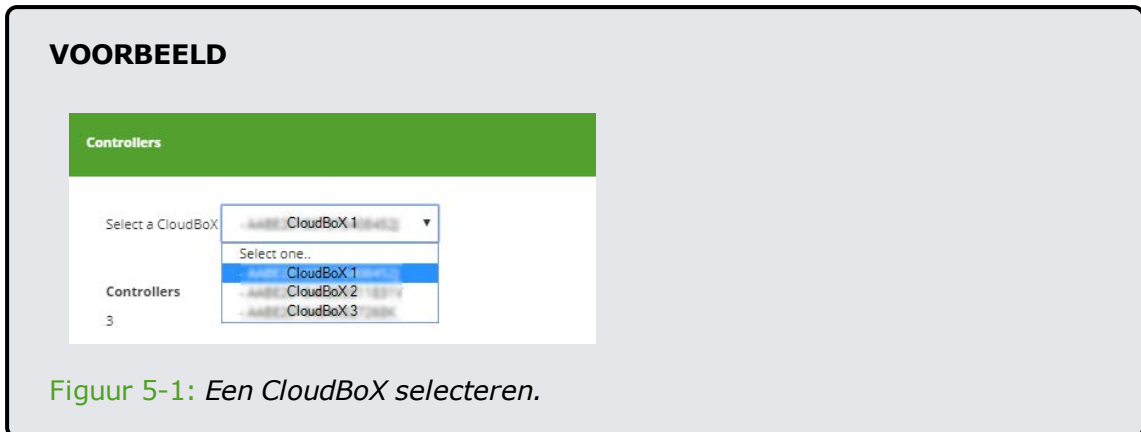 VOORBEELD
Controllers
Select a CloudBoX
CloudBoX 1
Select one..
CloudBoX 1
Controllers
CloudBoX 2
3
CloudBoX 3
Figuur 5-1: Een CloudBoX selecteren.